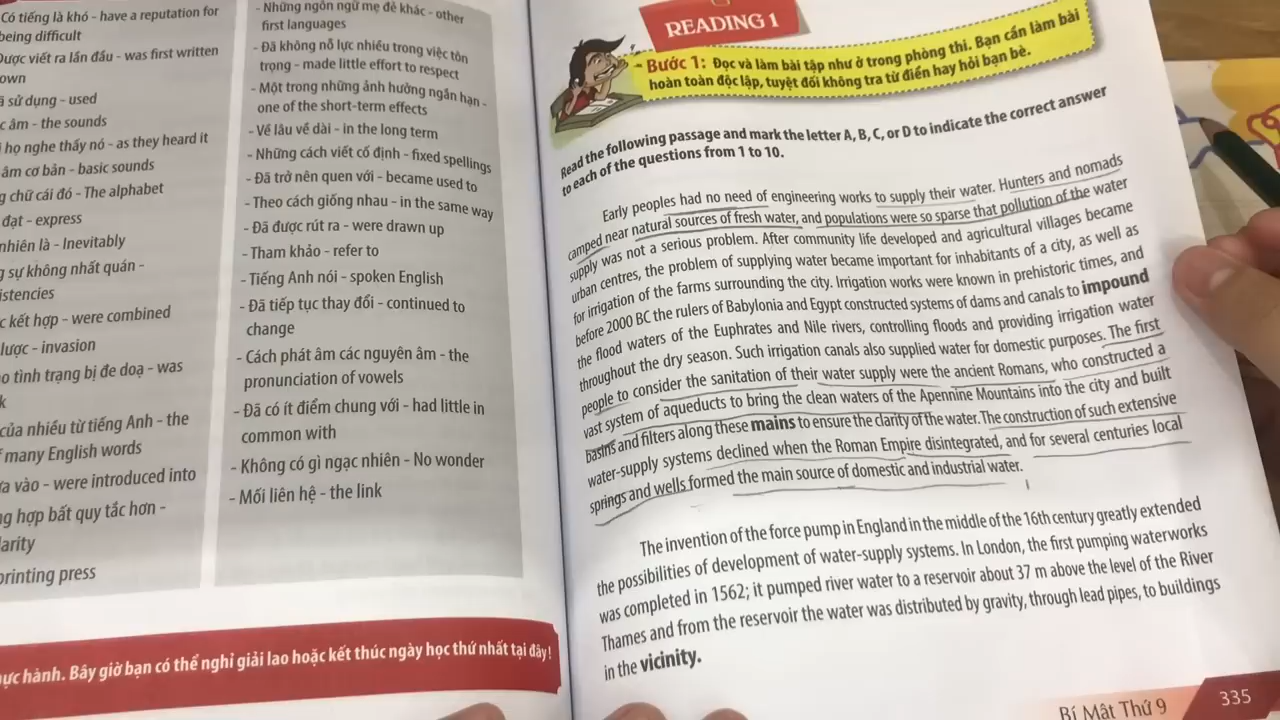 Có tiếng là khó - have a reputation for
being difficult
Được viết ra lần đầu - was first written
own
sử dụng - used
âm - the sounds
họ nghe thấy nó - as they heard it
âm cơ bản - basic sounds
chữ cái đó - The alphabet
đạt - express
nhiên là - Inevitably
sự không nhất quán -
istencies
kết hợp - were combined
lược - invasion
tình trạng bị đe doạ - was
k
của nhiều từ tiếng Anh - the
many English words
vào - were introduced into
hợp bất quy tắc hơn -
larity
printing press
- Những ngôn ngữ mẹ đẻ khác - other
first languages
- Đã không nỗ lực nhiều trong việc tôn
trọng - made little effort to respect
- Một trong những ảnh hưởng ngắn hạn -
one of the short-term effects
- Về lâu về dài - in the long term
- Những cách viết cố định - fixed spellings
- Đã trở nên quen với - became used to
- Theo cách giống nhau - in the same way
- Đã được rút ra - were drawn up
- Tham khảo - refer to
- Tiếng Anh nói - spoken English
- Đã tiếp tục thay đổi - continued to
change
- Cách phát âm các nguyên âm - the
pronunciation of vowels
- Đã có ít điểm chung với - had little in
common with
- Không có gì ngạc nhiên - No wonder
- Mối liên hệ - the link
hực hành. Bây giờ bạn có thể nghỉ giải lao hoặc kết thúc ngày học thứ nhất tại đây!
READING 1
Bước 1: Đọc và làm bài tập như ở trong phòng thi. Bạn cần làm bài
hoàn toàn độc lập, tuyệt đối không tra từ điển hay hỏi bạn bè.
Read the following passage and mark the letter A, B, C, or D to indicate the correct answer
to each of the questions from 1 to 10.
Early peoples had no need of engineering works to supply their water. Hunters and nomads
camped near natural sources of fresh water, and populations were so sparse that pollution of the water
supply was not a serious problem. After community life developed and agricultural villages became
urban centres, the problem of supplying water became important for inhabitants of a city, as well as
for irrigation of the farms surrounding the city. Irrigation works were known in prehistoric times, and
before 2000 BC the rulers of Babylonia and Egypt constructed systems of dams and canals to impound
the flood waters of the Euphrates and Nile rivers, controlling floods and providing irrigation water
throughout the dry season. Such irrigation canals also supplied water for domestic purposes. The first
people to consider the sanitation of their water supply were the ancient Romans, who constructed a
vast system of aqueducts to bring the clean waters of the Apennine Mountains into the city and built
basins and filters along these mains to ensure the clarity of the water. The construction of such extensive
water-supply systems declined when the Roman Empire disintegrated, and for several centuries local
springs and wells formed the main source of domestic and industrial water.
The invention of the force pump in England in the middle of the 16th century greatly extended
the possibilities of development of water-supply systems. In London, the first pumping waterworks
was completed in 1562; it pumped river water to a reservoir about 37 m above the level of the River
Thames and from the reservoir the water was distributed by gravity, through lead pipes, to buildings
in the vicinity.
Bí Mật Thứ 9
335